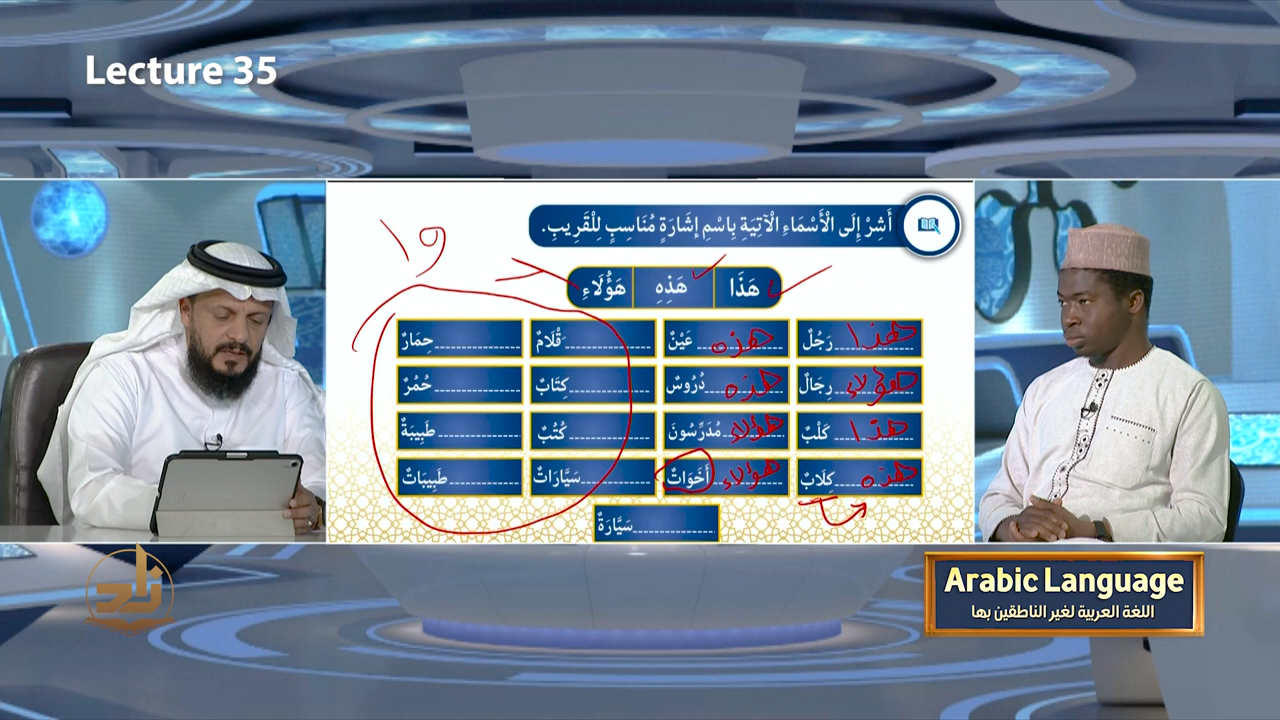 Lecture 35
أَشِرْ إِلَى الْأَسْمَاءِ الْآتِيَةِ بِاسْمِ إِشَارَةٍ مُنَاسِبٍ لِلْقَرِيبِ.
هَذَا هَذِهِ هَؤُلَاءِ
هذا رَجُلٌ هذه عَيْنٌ قْلَامٌ حِمَارٌ
هؤلاء رِجَالٌ هذه دُرُوسٌ كِتَابٌ حُمُرٌ
هذا كَلْبٌ هؤلاء مُدَرِّسُونَ كُتُبٌ طَبِيبَةٌ
هذه كِلَابٌ هؤلاء أَخَوَاتٌ سَيَّارَاتٌ طَبِيبَاتٌ
سَيَّارَةٌ
زاد
Arabic Language
اللغة العربية لغير الناطقين بها